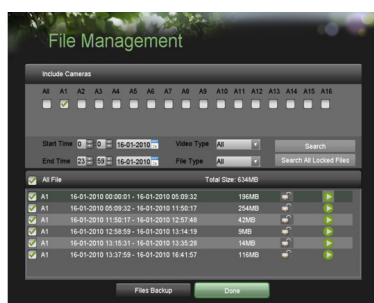 File Management
Include Cameras
All A1 A2 A3 A4 A5 A6 A7 A8 A9 A10 A11 A12 A13 A14 A15 A16
Start Time 0 : 0 16-01-2010 Video Type All Search
End Time 23 : 59 16-01-2010 File Type All Search All Locked Files
All File Total Size: 634MB
A1 16-01-2010 00:00:01 - 16-01-2010 05:09:32 196MB
A1 16-01-2010 05:09:32 - 16-01-2010 11:50:17 254MB
A1 16-01-2010 11:50:17 - 16-01-2010 12:57:48 42MB
A1 16-01-2010 12:58:59 - 16-01-2010 13:14:19 9MB
A1 16-01-2010 13:15:31 - 16-01-2010 13:35:28 14MB
A1 16-01-2010 13:37:59 - 16-01-2010 16:41:57 116MB
Files Backup Done